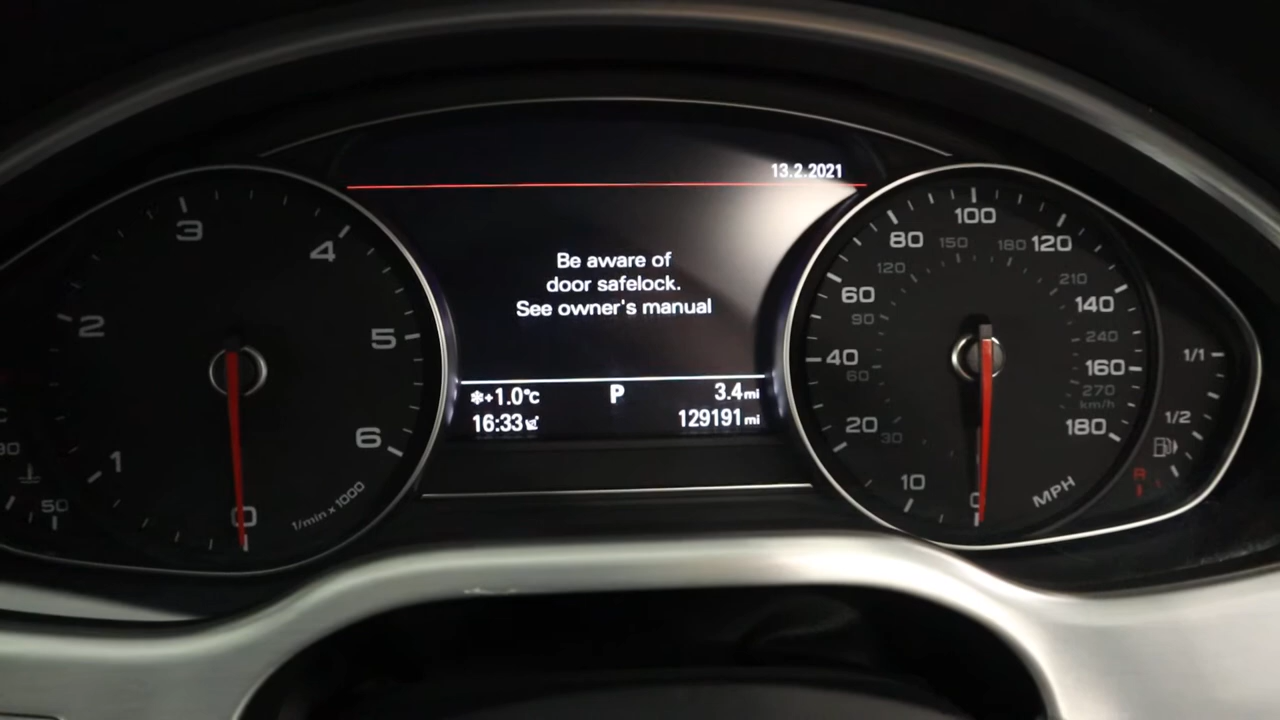 13.2.2021
Be aware of
door safelock.
See owner's manual
+1.0°C
P
3.4mi
16:33
129191mi
50
0
1
2
3
4
5
6
1/min x 1000
0
10
20
40
60
80
100
120
140
160
180
MPH
30
60
90
120
150
180
210
240
270
km/h
1/1
1/2
R